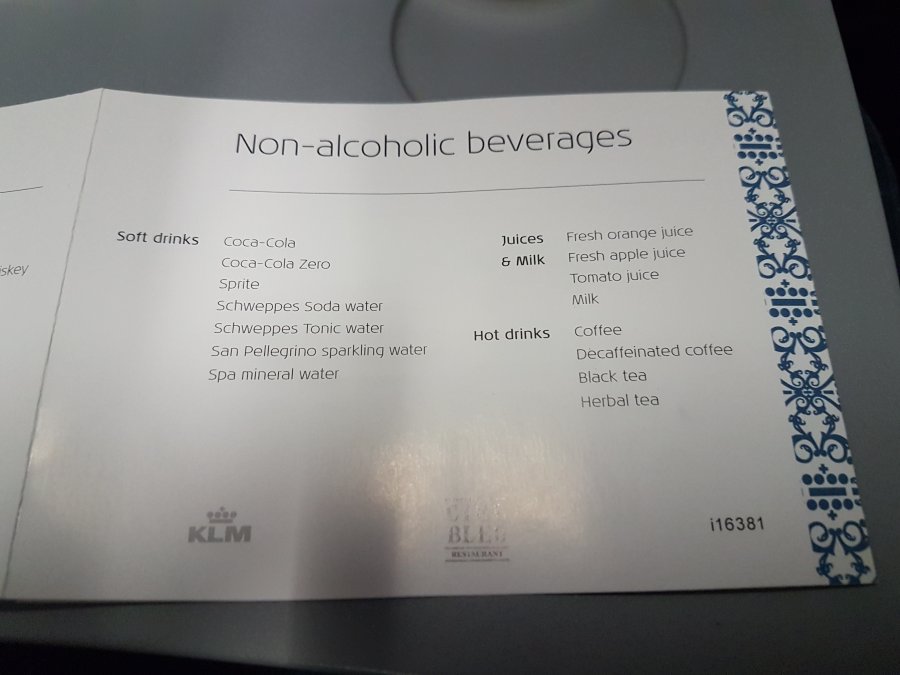 Non-alcoholic beverages
iskey
Soft drinks
Coca-Cola
Coca-Cola Zero
Sprite
Schweppes Soda water
Schweppes Tonic water
San Pellegrino sparkling water
Spa mineral water
Juices
& Milk
Fresh orange juice
Fresh apple juice
Tomato juice
Milk
Hot drinks
Coffee
Decaffeinated coffee
Black tea
Herbal tea
KLM
RESTAURANT
i16381